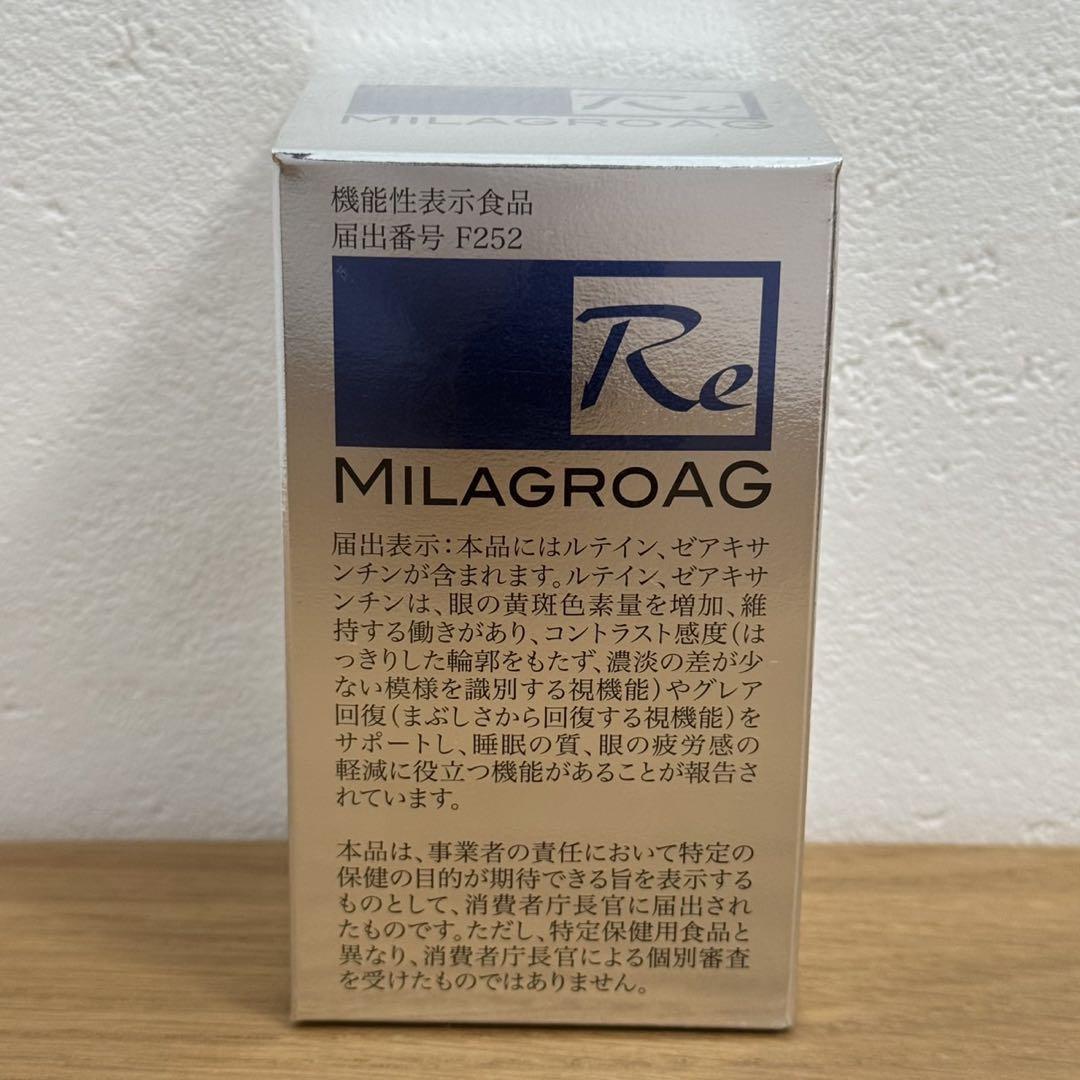 Re
MILAGROAG
機能性表示食品
届出番号 F252
Re
MILAGROAG
届出表示：本品にはルテイン、ゼアキサ
ンチンが含まれます。ルテイン、ゼアキサ
ンチンは、眼の黄斑色素量を増加、維
持する働きがあり、コントラスト感度（は
っきりした輪郭をもたず、濃淡の差が少
ない模様を識別する視機能）やグレア
回復（まぶしさから回復する視機能）を
サポートし、睡眠の質、眼の疲労感の
軽減に役立つ機能があることが報告さ
れています。
本品は、事業者の責任において特定の
保健の目的が期待できる旨を表示する
ものとして、消費者庁長官に届出され
たものです。ただし、特定保健用食品と
異なり、消費者庁長官による個別審査
を受けたものではありません。